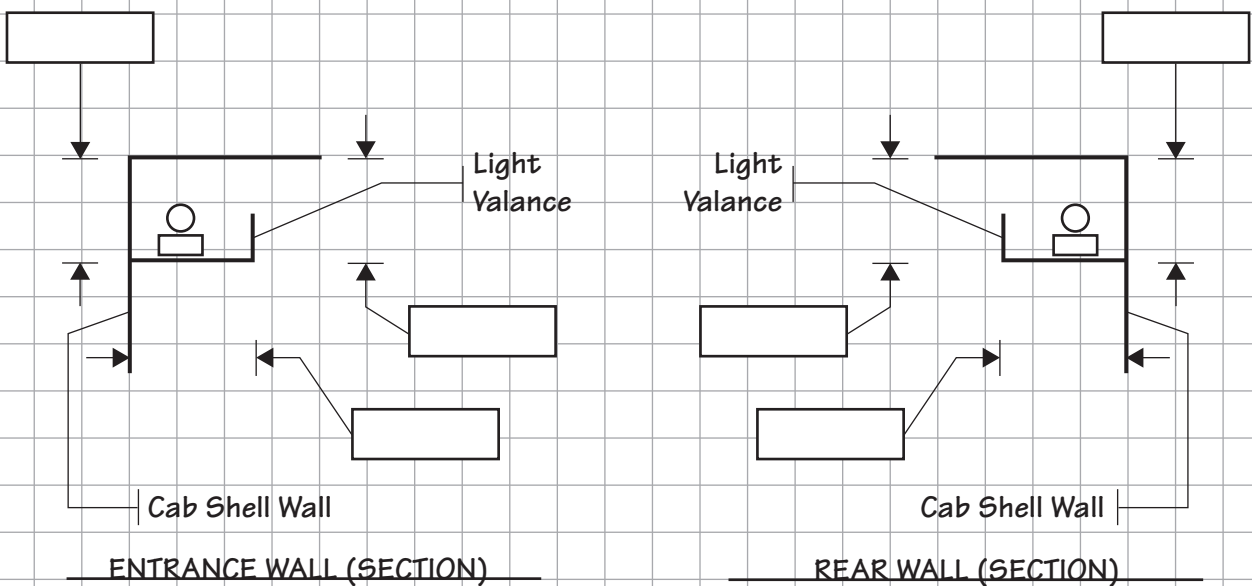 Light
Valance
Light
Valance
Cab Shell Wall
Cab Shell Wall
ENTRANCE WALL (SECTION)
REAR WALL (SECTION)